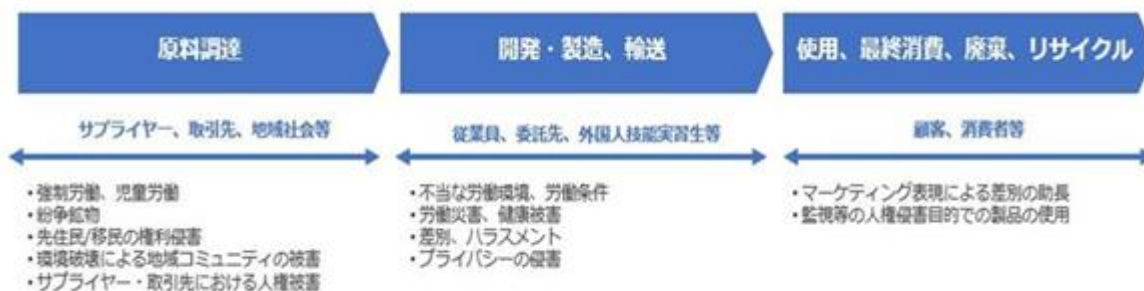 原料調達
開発・製造、輸送
使用、最終消費、廃棄、リサイクル
サプライヤー、取引先、地域社会等
従業員、委託先、外国人技能実習生等
顧客、消費者等
・強制労働、児童労働
・紛争鉱物
・先住民/移民の権利侵害
・環境破壊による地域コミュニティの被害
・サプライヤー・取引先における人権被害
・不当な労働環境、労働条件
・労働災害、健康被害
・差別、ハラスメント
・プライバシーの侵害
・マーケティング表現による差別の助長
・監視等の人権侵害目的での製品の使用